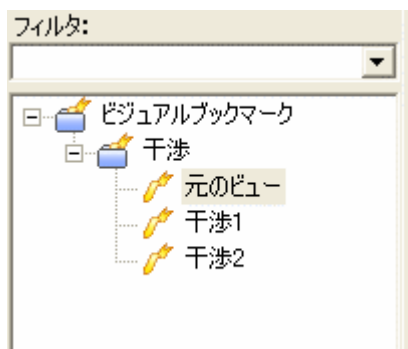 フィルタ:
ビジュアルブックマーク
干渉
元のビュー
干渉1
干渉2